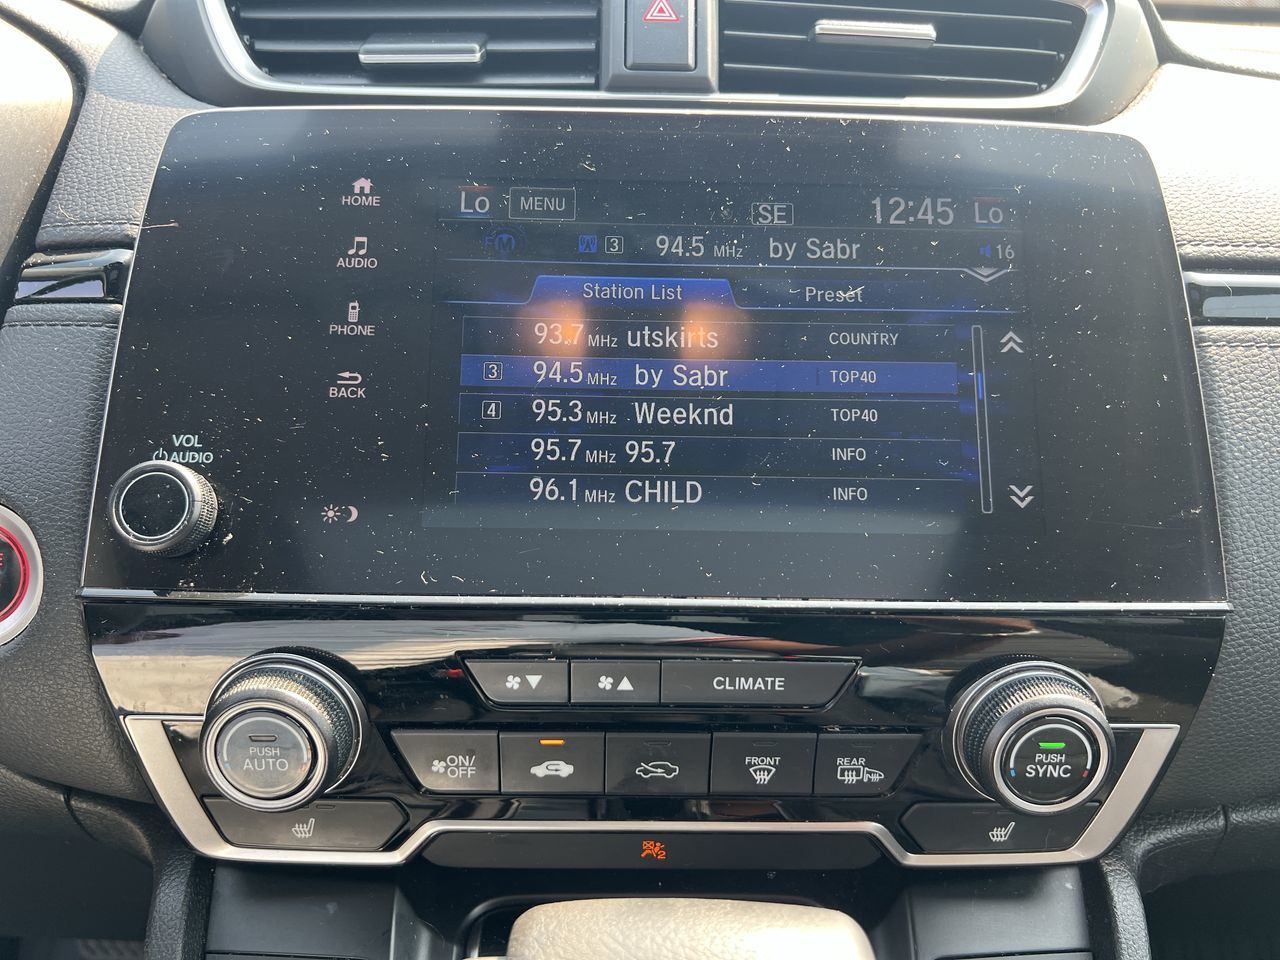 HOME
AUDIO
PHONE
BACK
VOL
AUDIO
Lo MENU SE 12:45 Lo
FM 3 94.5 MHz by Sabr 16
Station List Preset
93.7 MHz utskirts COUNTRY
3 94.5 MHz by Sabr TOP40
4 95.3 MHz Weeknd TOP40
95.7 MHz 95.7 INFO
96.1 MHz CHILD INFO
CLIMATE
PUSH
AUTO
ON/
OFF
FRONT
REAR
PUSH
SYNC
2